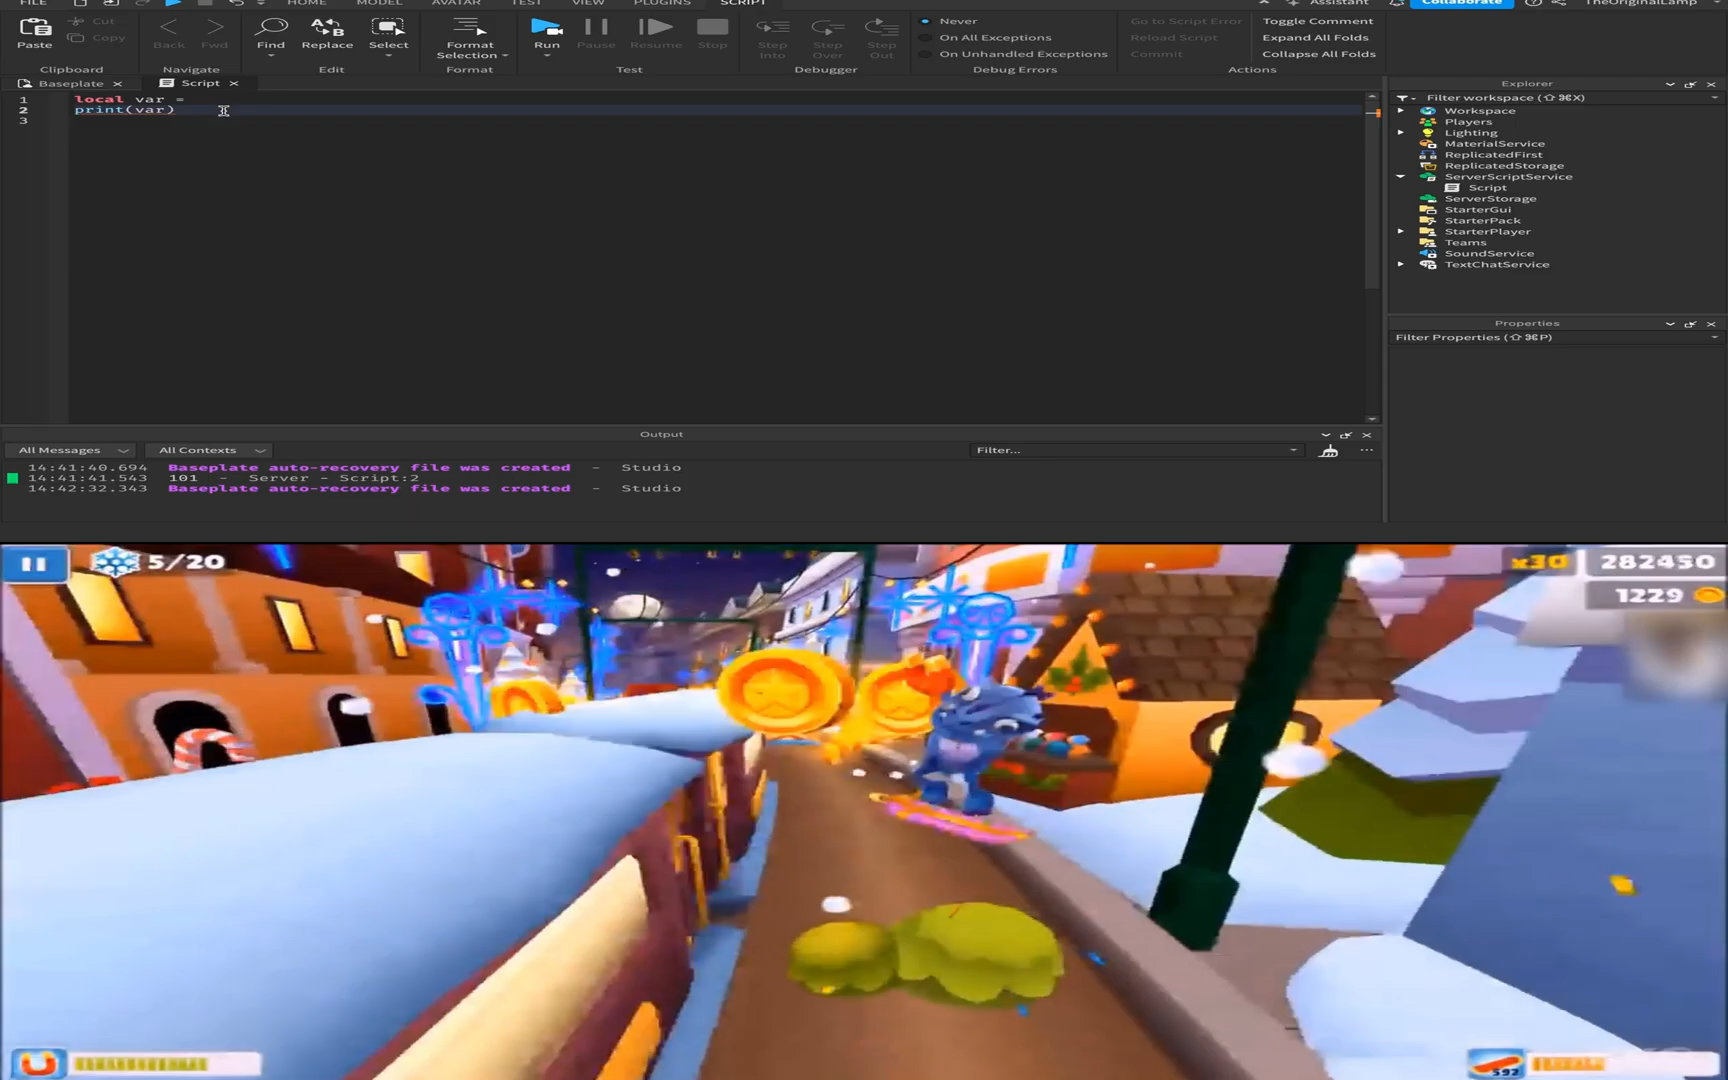 FILE HOME MODEL AVATAR TEST VIEW PLUGINS SCRIPT Assistant Collaborate TheOriginalLamp
Paste Cut Copy Back Fwd Find Replace Select Format Selection Run Pause Resume Stop Step Into Step Over Step Out
Never
On All Exceptions
On Unhandled Exceptions
Go to Script Error
Reload Script
Commit
Toggle Comment
Expand All Folds
Collapse All Folds
Clipboard Navigate Edit Format Test Debugger Debug Errors Actions
Baseplate Script
1 local var =
2 print(var)
3
Explorer
Filter workspace (⇧⌘X)
Workspace
Players
Lighting
MaterialService
ReplicatedFirst
ReplicatedStorage
ServerScriptService
Script
ServerStorage
StarterGui
StarterPack
StarterPlayer
Teams
SoundService
TextChatService
Properties
Filter Properties (⇧⌘P)
Output
All Messages All Contexts Filter...
14:41:40.694 Baseplate auto-recovery file was created - Studio
14:41:41.543 101 - Server - Script:2
14:42:32.343 Baseplate auto-recovery file was created - Studio
5/20
x30 282450
1229
592